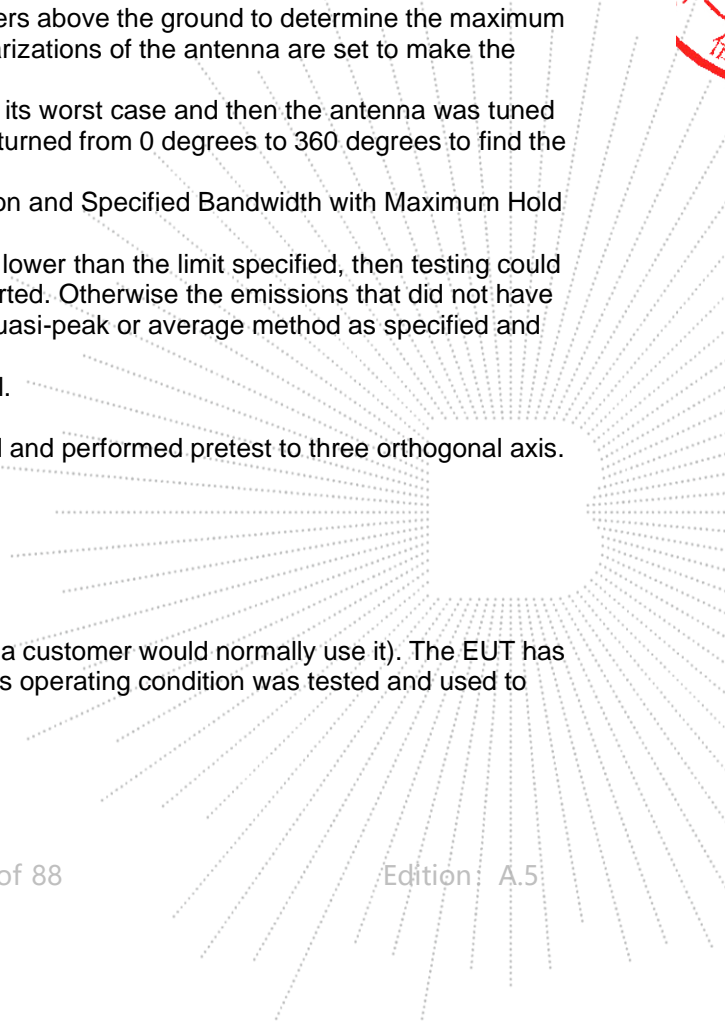 ers above the ground to determine the maximum
arizations of the antenna are set to make the
its worst case and then the antenna was tuned
turned from 0 degrees to 360 degrees to find the
on and Specified Bandwidth with Maximum Hold
lower than the limit specified, then testing could
rted. Otherwise the emissions that did not have
uasi-peak or average method as specified and
l.
and performed pretest to three orthogonal axis.
a customer would normally use it). The EUT has
s operating condition was tested and used to
of 88 Edition: A.5